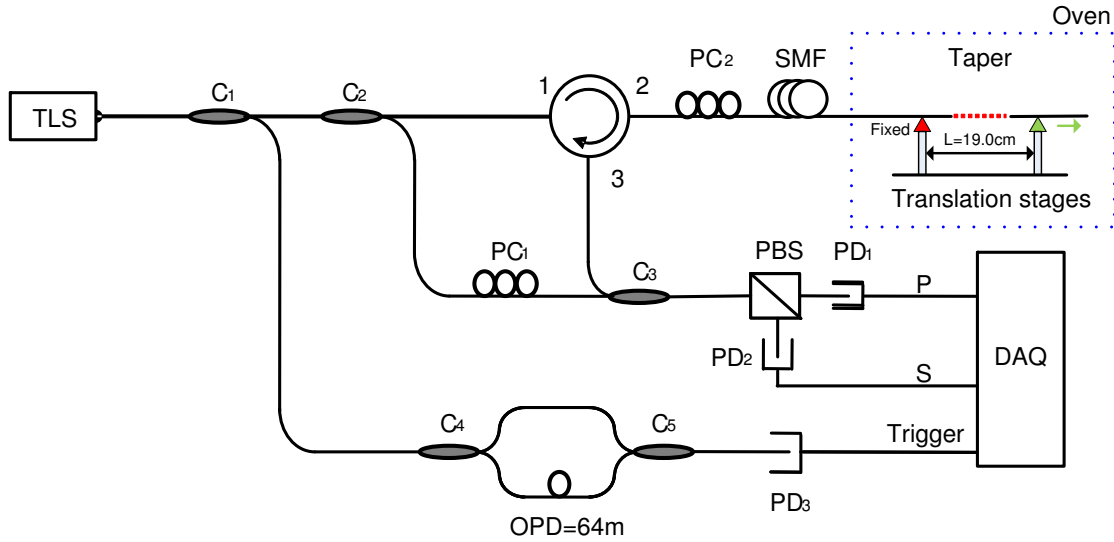 Oven
PC2 SMF Taper
C1 C2 1 2
TLS
Fixed
L=19.0cm
3
Translation stages
PC1 C3 PBS PD1
P
PD2 DAQ
S
C4 C5 Trigger
PD3
OPD=64m